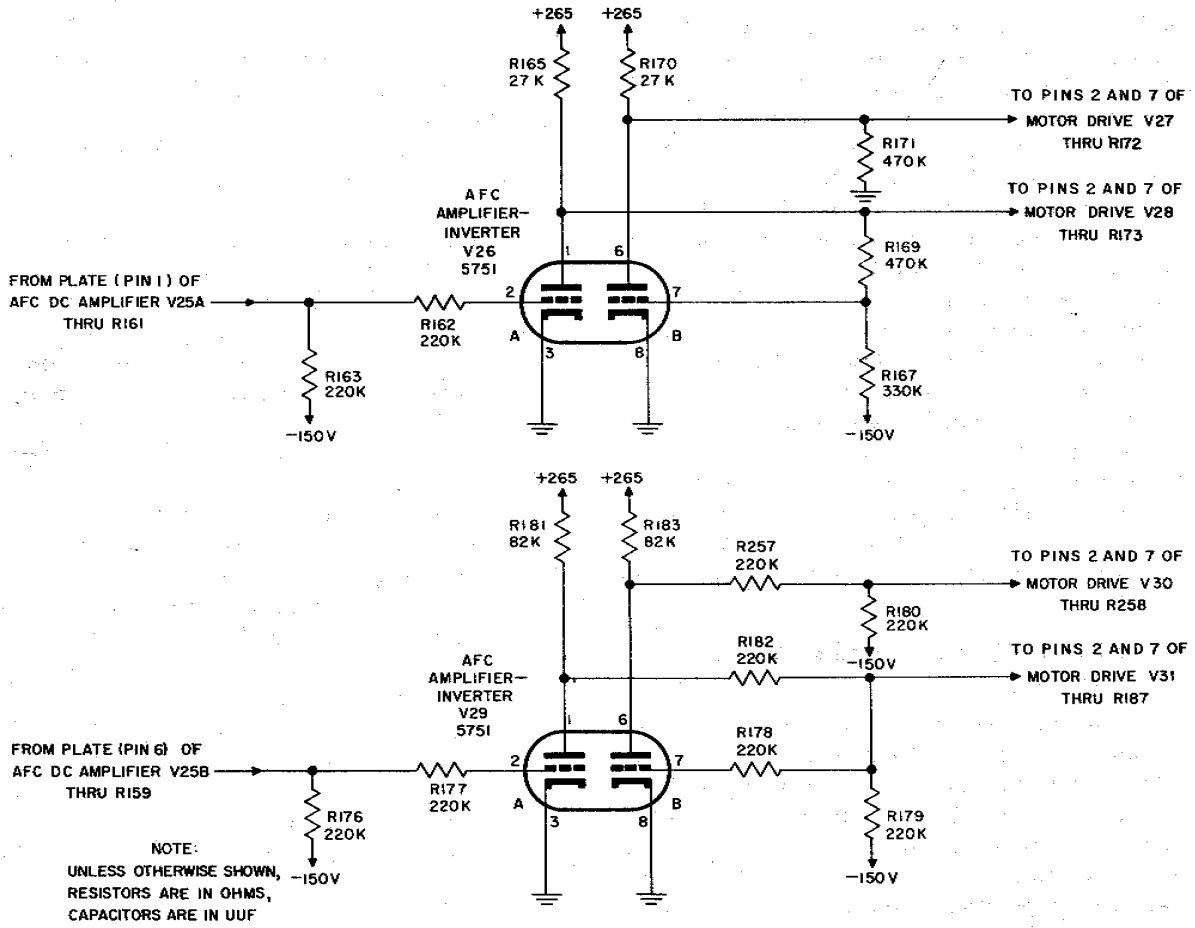 +265
+265
R165
27 K
R170
27 K
TO PINS 2 AND 7 OF
MOTOR DRIVE V27
THRU R172
R171
470K
AFC
AMPLIFIER-
INVERTER
V26
5751
TO PINS 2 AND 7 OF
MOTOR DRIVE V28
THRU R173
R169
470K
1
6
FROM PLATE (PIN 1) OF
AFC DC AMPLIFIER V25A
THRU R161
2
7
R162
220K
A
B
3
8
R163
220K
R167
330K
-150V
-150V
+265
+265
R181
82K
R183
82K
R257
220K
TO PINS 2 AND 7 OF
MOTOR DRIVE V30
THRU R258
R180
220K
-150V
R182
220K
TO PINS 2 AND 7 OF
MOTOR DRIVE V31
THRU R187
AFC
AMPLIFIER-
INVERTER
V29
5751
1
6
R178
220K
FROM PLATE (PIN 6) OF
AFC DC AMPLIFIER V25B
THRU R159
2
7
R177
220K
A
B
3
8
R176
220K
R179
220K
-150V
-150V
NOTE:
UNLESS OTHERWISE SHOWN,
RESISTORS ARE IN OHMS,
CAPACITORS ARE IN UUF